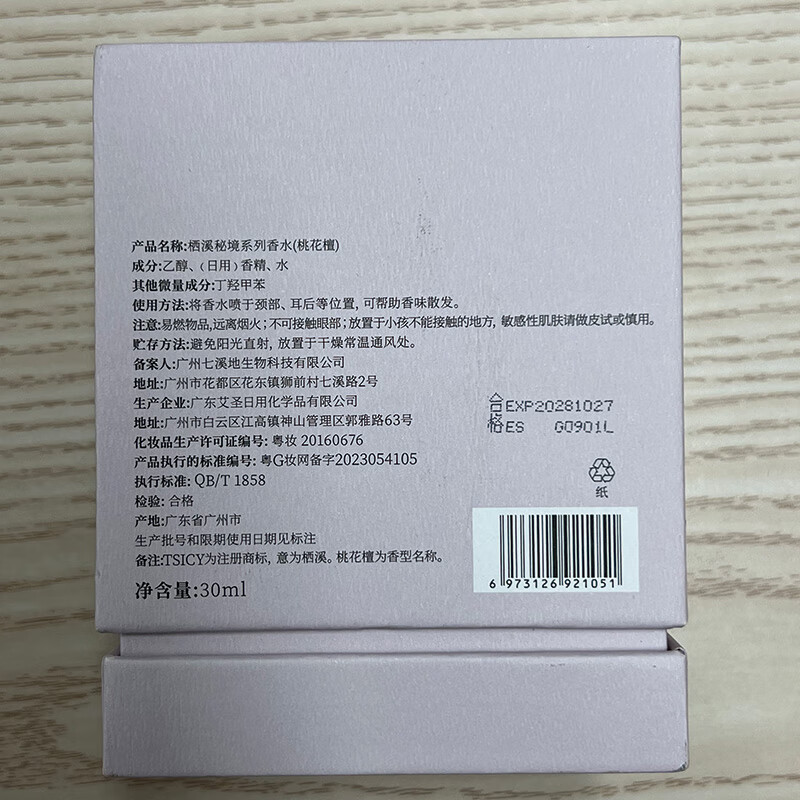 产品名称:栖溪秘境系列香水(桃花檀)
成分:乙醇、（日用）香精、水
其他微量成分:丁羟甲苯
使用方法:将香水喷于颈部、耳后等位置，可帮助香味散发。
注意:易燃物品,远离烟火；不可接触眼部；放置于小孩不能接触的地方，敏感性肌肤请做皮试或慎用。
贮存方法:避免阳光直射，放置于干燥常温通风处。
备案人:广州七溪地生物科技有限公司
地址:广州市花都区花东镇狮前村七溪路2号
生产企业:广东艾圣日用化学品有限公司
地址:广州市白云区江高镇神山管理区郭雅路63号
化妆品生产许可证编号: 粤妆 20160676
产品执行的标准编号: 粤G妆网备字2023054105
执行标准: QB/T 1858
检验: 合格
产地:广东省广州市
生产批号和限期使用日期见标注
备注:TSICY为注册商标，意为栖溪。桃花檀为香型名称。
净含量:30ml
合格
EXP20281027
ES G0901L
纸
6 973126 921051